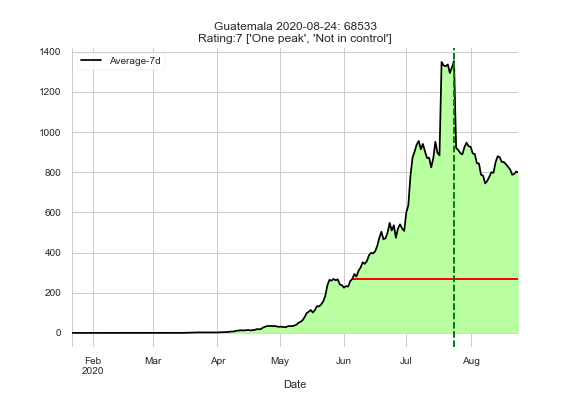 Guatemala 2020-08-24: 68533
Rating:7 ['One peak', 'Not in control']
Average-7d
1400
1200
1000
800
600
400
200
0
Feb Mar Apr May Jun Jul Aug
2020
Date